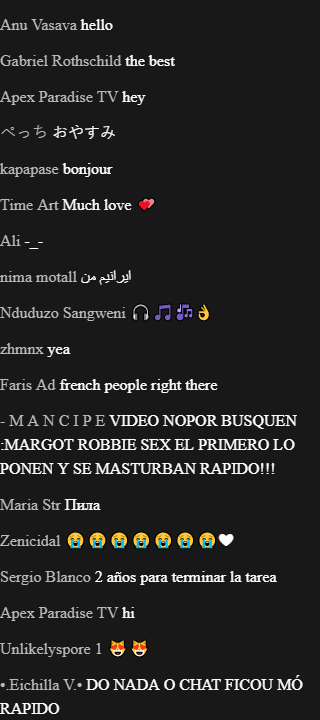 Anu Vasava hello
Gabriel Rothschild the best
Apex Paradise TV hey
ぺっち おやすみ
kapapase bonjour
Time Art Much love 💕
Ali -_-
nima motall ایرانیم من
Nduduzo Sangweni 🎧 🎵 🎶 👌
zhmnx yea
Faris Ad french people right there
- M A N C I P E VIDEO NOPOR BUSQUEN
:MARGOT ROBBIE SEX EL PRIMERO LO
PONEN Y SE MASTURBAN RAPIDO!!!
Maria Str Пила
Zenicidal 😭 😭 😭 😭 😭 😭 😭 🤍
Sergio Blanco 2 años para terminar la tarea
Apex Paradise TV hi
Unlikelyspore 1 😻 😻
•.Eichilla V.• DO NADA O CHAT FICOU MÓ
RAPIDO